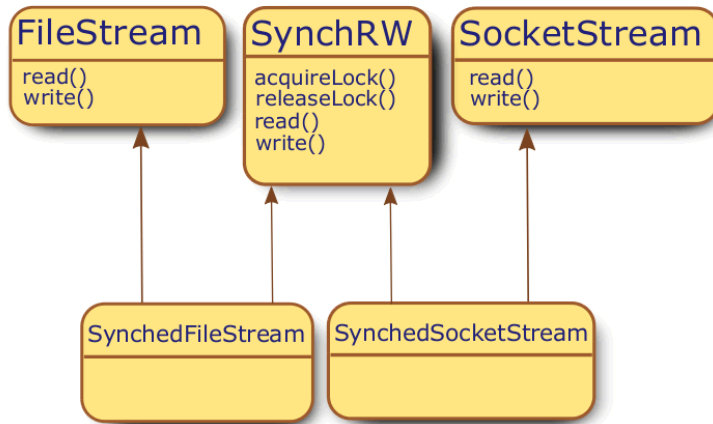 FileStream
read()
write()
SynchRW
acquireLock()
releaseLock()
read()
write()
SocketStream
read()
write()
SynchedFileStream
SynchedSocketStream